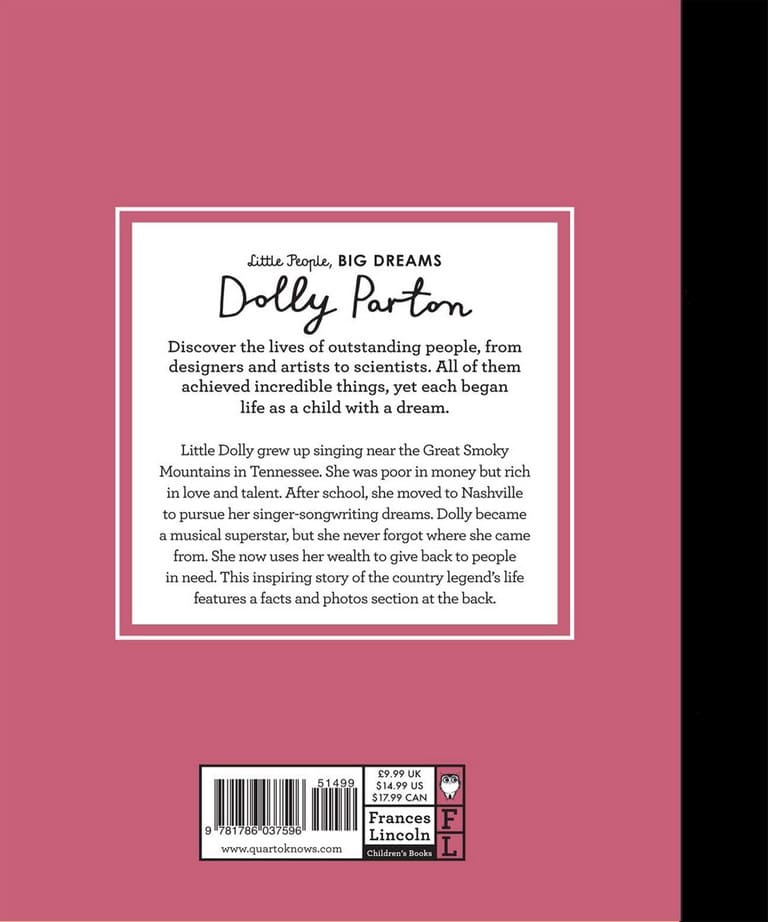 Little People, BIG DREAMS
Dolly Parton
Discover the lives of outstanding people, from
designers and artists to scientists. All of them
achieved incredible things, yet each began
life as a child with a dream.
Little Dolly grew up singing near the Great Smoky
Mountains in Tennessee. She was poor in money but rich
in love and talent. After school, she moved to Nashville
to pursue her singer-songwriting dreams. Dolly became
a musical superstar, but she never forgot where she came
from. She now uses her wealth to give back to people
in need. This inspiring story of the country legend's life
features a facts and photos section at the back.
51499
9 781786 037596
www.quartoknows.com
£9.99 UK
$14.99 US
$17.99 CAN
Frances
Lincoln
Children's Books
F
L